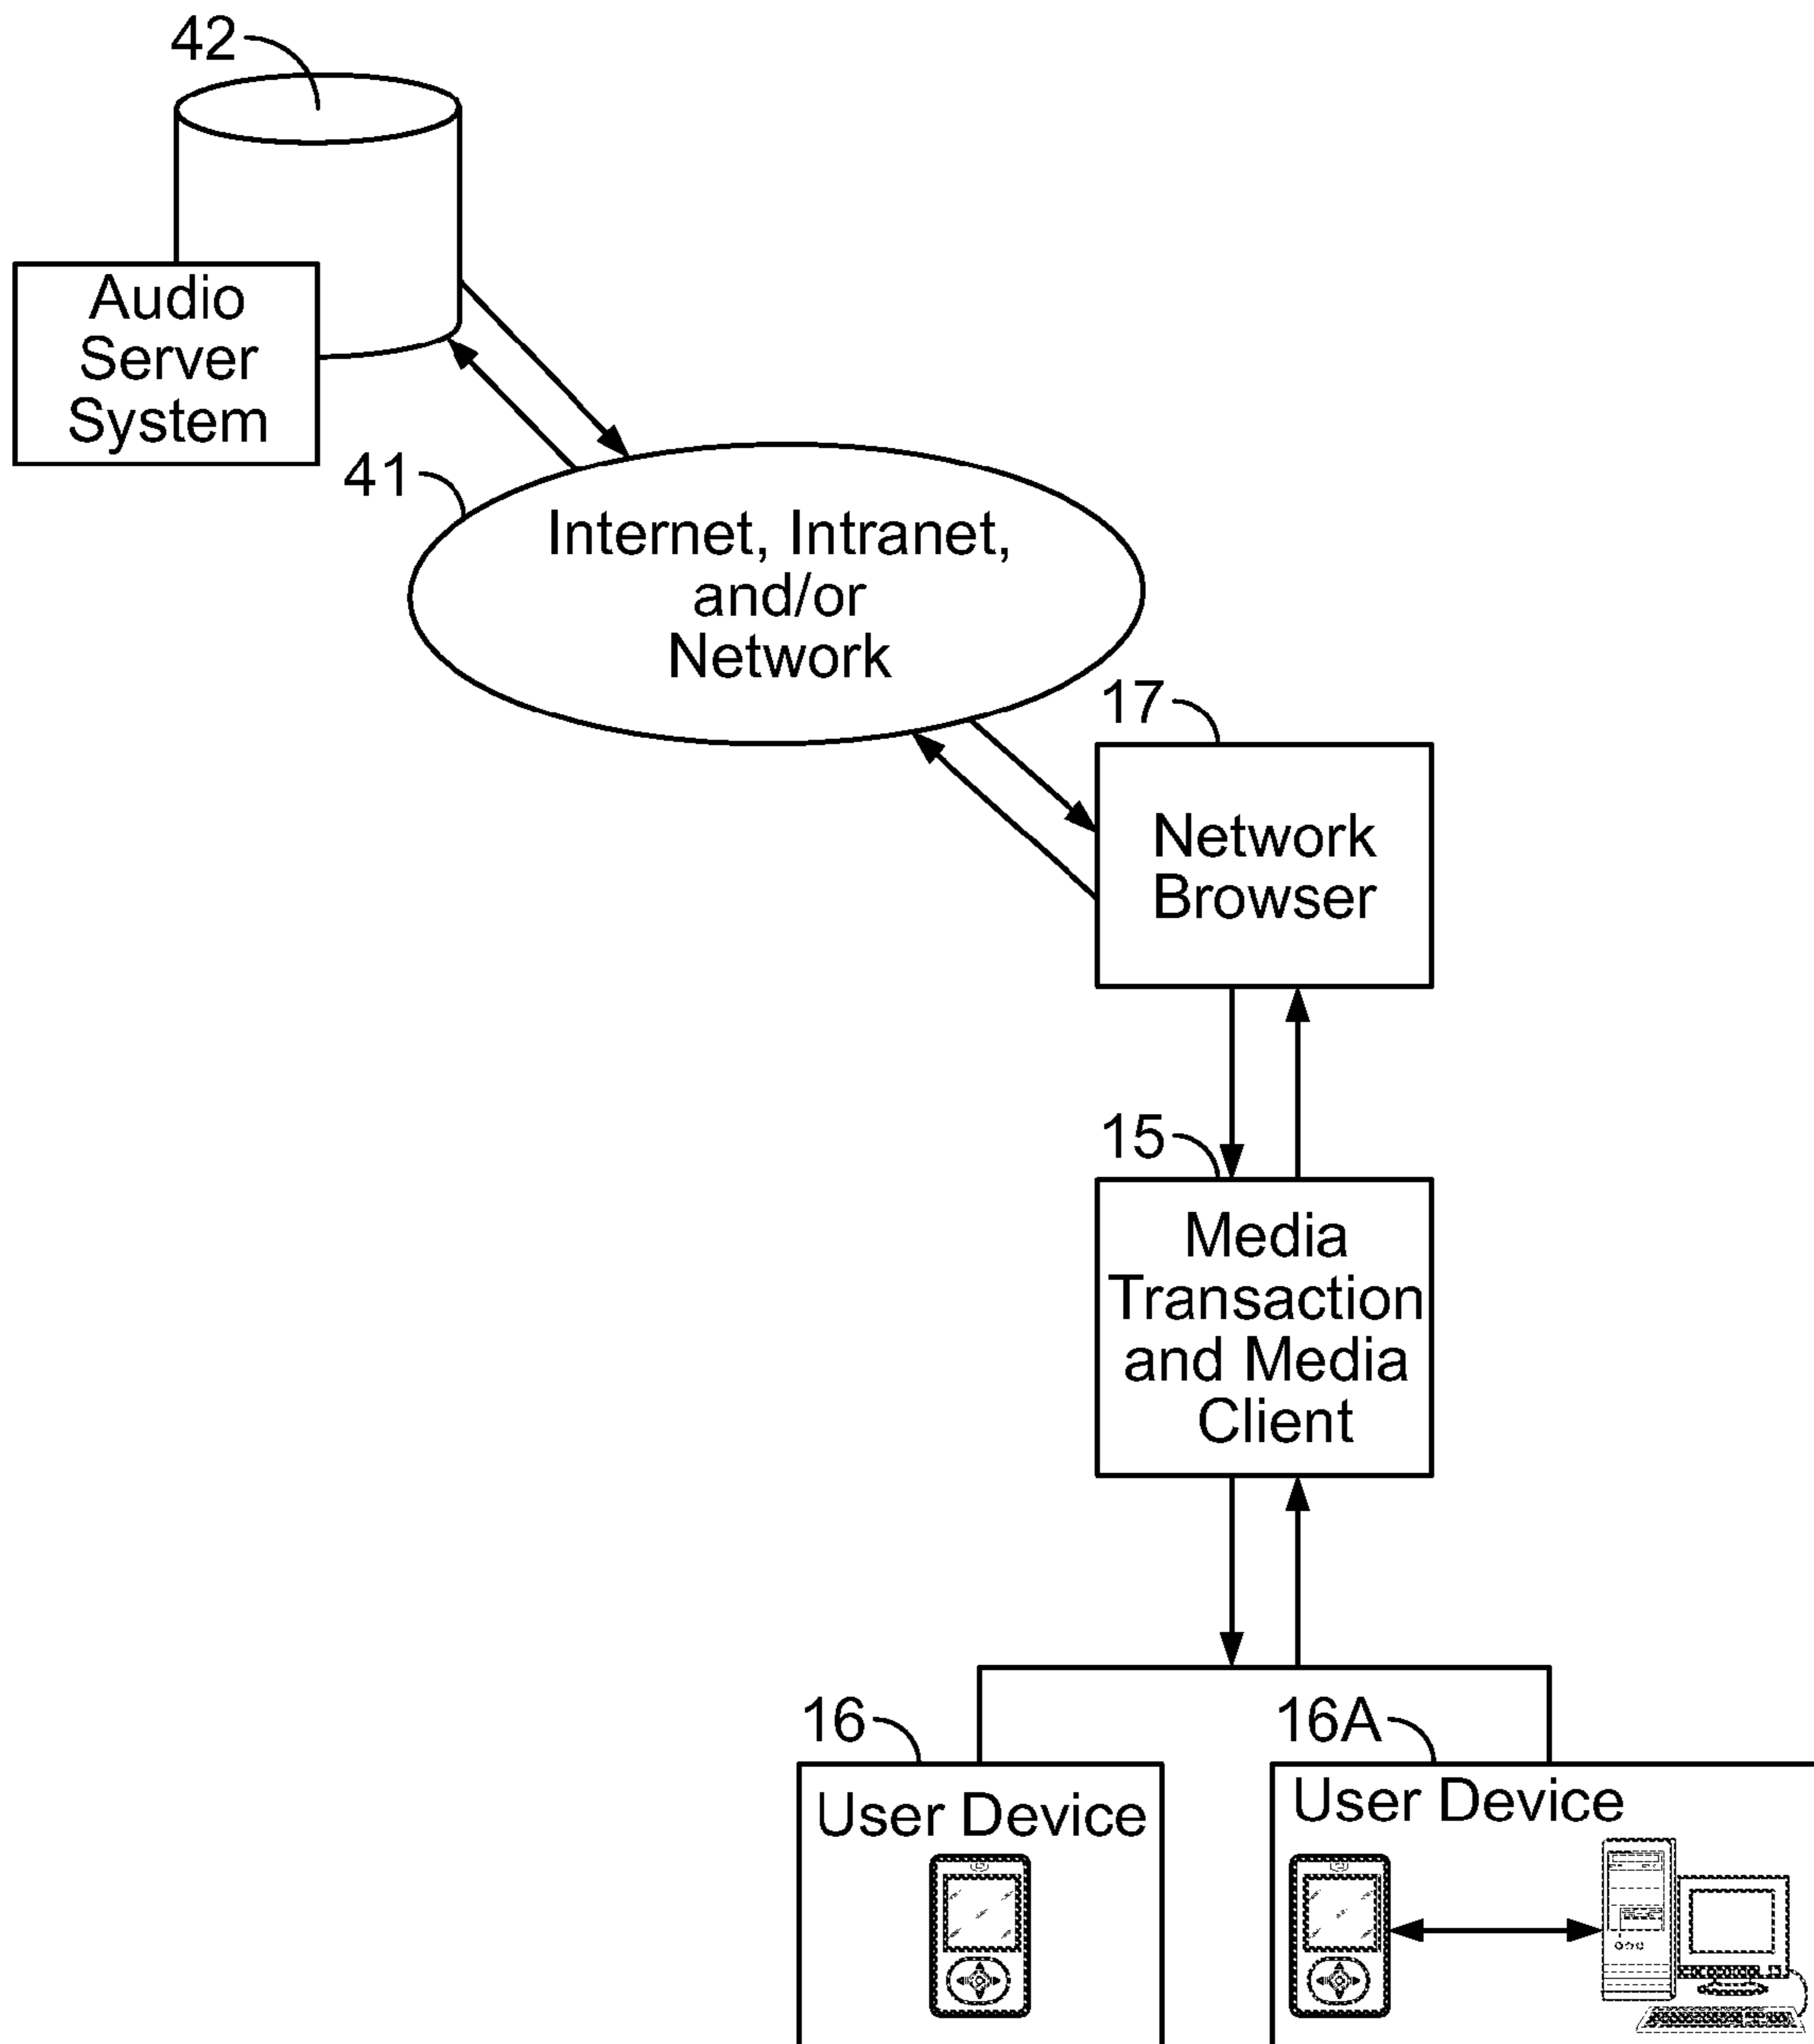 42
Audio
Server
System
41
Internet, Intranet,
and/or
Network
17
Network
Browser
15
Media
Transaction
and Media
Client
16
User Device
16A
User Device